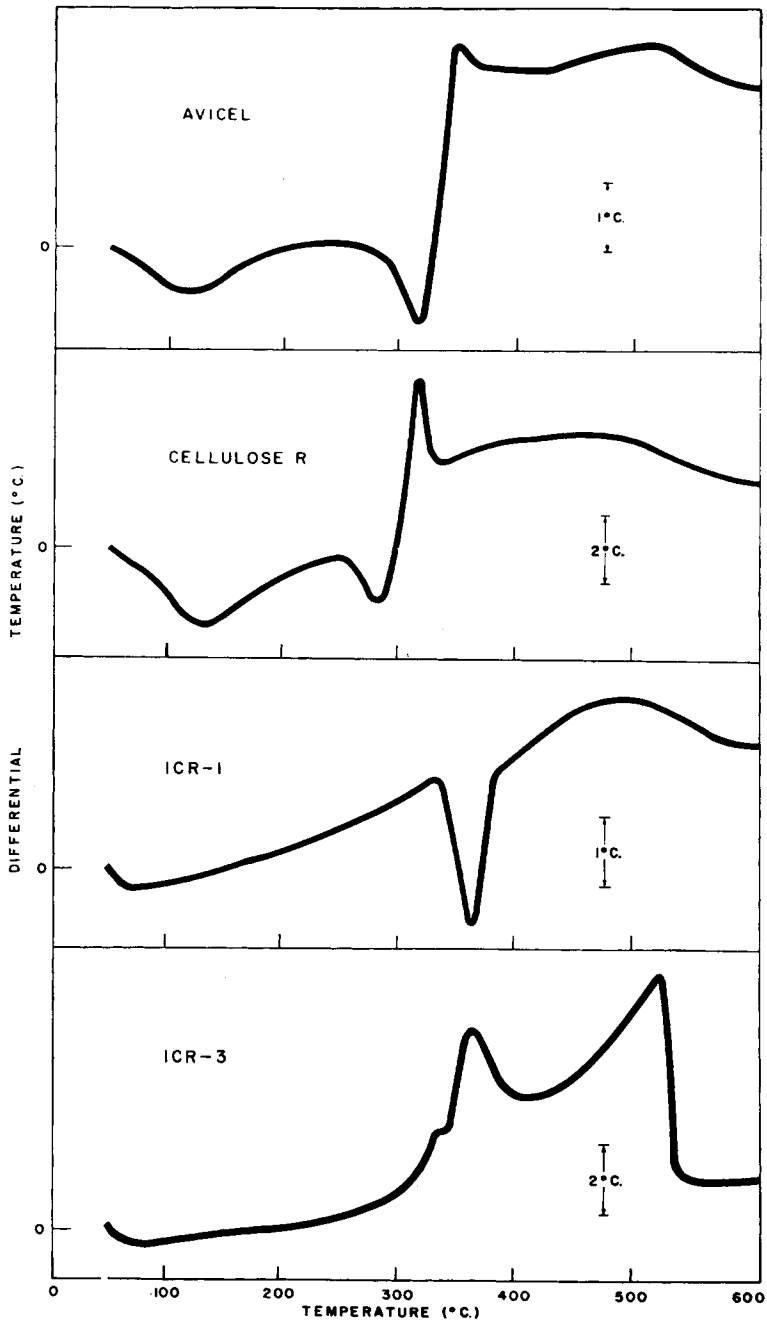 AVICEL
1°C.
0
CELLULOSE R
0
2°C.
DIFFERENTIAL TEMPERATURE (°C.)
ICR-1
1°C.
0
ICR-3
2°C.
0
0 100 200 300 400 500 600
TEMPERATURE (°C.)